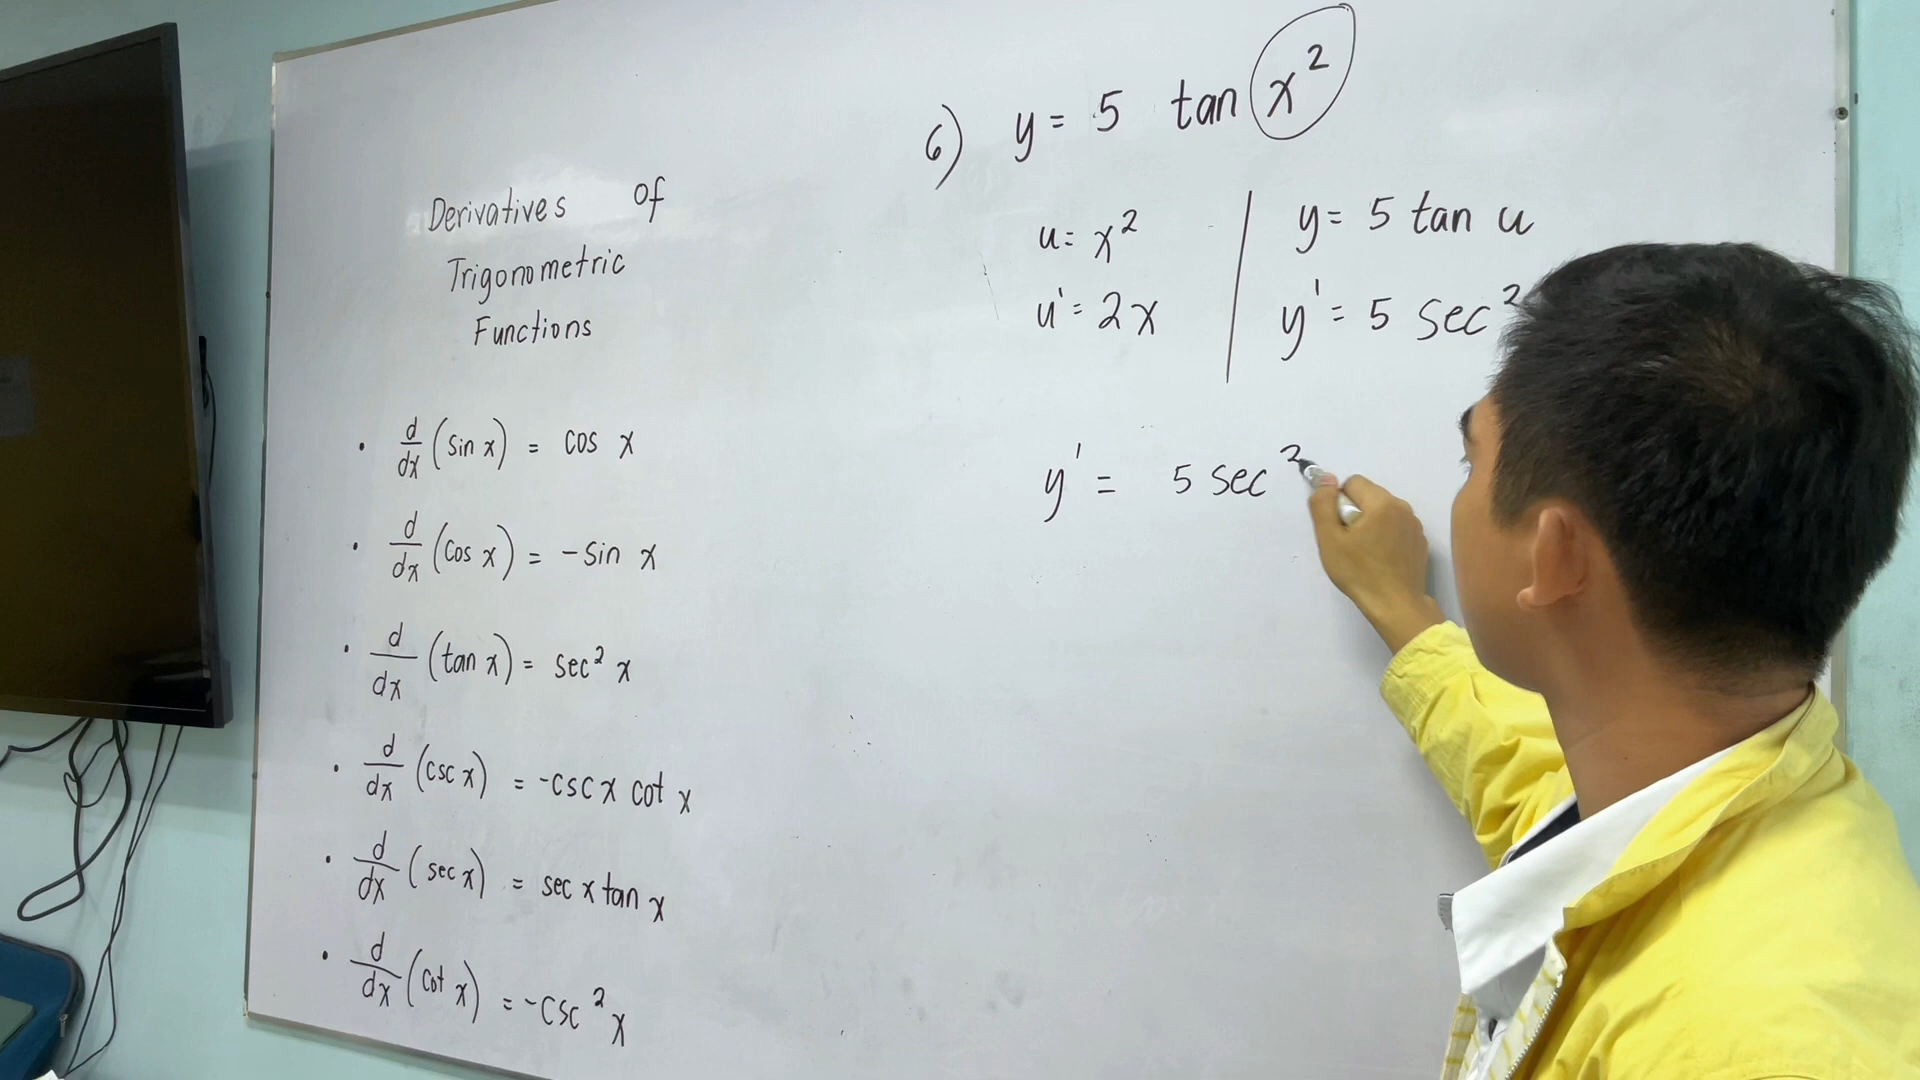 Derivatives of
Trigonometric
Functions
· d/dx (sin x) = cos x
· d/dx (cos x) = -sin x
· d/dx (tan x) = sec² x
· d/dx (csc x) = -csc x cot x
· d/dx (sec x) = sec x tan x
· d/dx (cot x) = -csc² x
6) y = 5 tan x²
u = x²
u' = 2x
y = 5 tan u
y' = 5 sec²
y' = 5 sec²